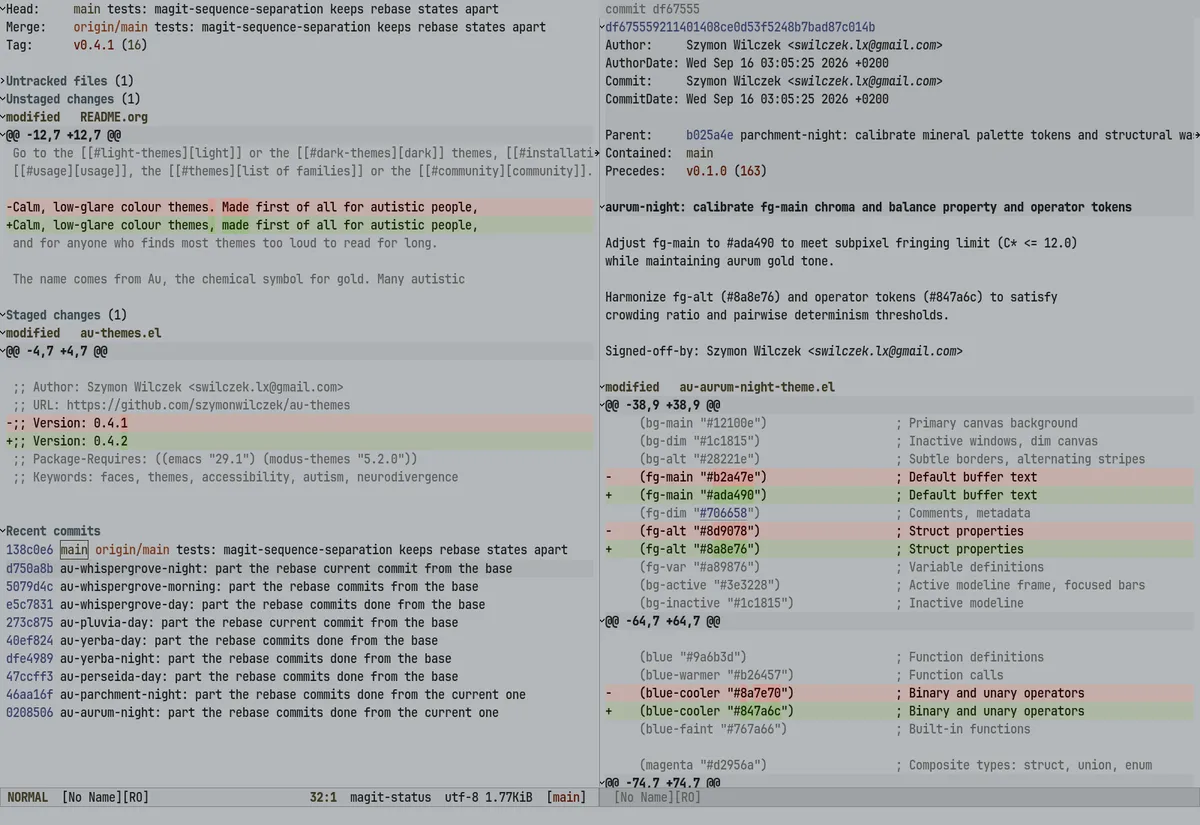 Head:     main tests: magit-sequence-separation keeps rebase states apart
Merge:    origin/main tests: magit-sequence-separation keeps rebase states apart
Tag:      v0.4.1 (16)
Untracked files (1)
Unstaged changes (1)
modified   README.org
@@ -12,7 +12,7 @@
Go to the [[#light-themes][light]] or the [[#dark-themes][dark]] themes, [[#installati
[[#usage][usage]], the [[#themes][list of families]] or the [[#community][community]].
-Calm, low-glare colour themes. Made first of all for autistic people,
+Calm, low-glare colour themes, made first of all for autistic people,
and for anyone who finds most themes too loud to read for long.
The name comes from Au, the chemical symbol for gold. Many autistic
Staged changes (1)
modified   au-themes.el
@@ -4,7 +4,7 @@
;; Author: Szymon Wilczek <swilczek.lx@gmail.com>
;; URL: https://github.com/szymonwilczek/au-themes
-;; Version: 0.4.1
+;; Version: 0.4.2
;; Package-Requires: ((emacs "29.1") (modus-themes "5.2.0"))
;; Keywords: faces, themes, accessibility, autism, neurodivergence
Recent commits
138c0e6 main origin/main tests: magit-sequence-separation keeps rebase states apart
d750a8b au-whispergrove-night: part the rebase current commit from the base
5079d4c au-whispergrove-morning: part the rebase commits from the base
e5c7831 au-whispergrove-day: part the rebase commits done from the base
273c875 au-pluvia-day: part the rebase current commit from the base
40ef824 au-yerba-day: part the rebase commits done from the base
dfe4989 au-yerba-night: part the rebase commits done from the base
47ccff3 au-perseida-day: part the rebase commits done from the base
46aa16f au-parchment-night: part the rebase commits done from the current one
0208506 au-aurum-night: part the rebase commits done from the current one
NORMAL  [No Name][RO]  32:1  magit-status  utf-8 1.77KiB  [main]
commit df67555
df675559211401408ce0d53f5248b7bad87c014b
Author:     Szymon Wilczek <swilczek.lx@gmail.com>
AuthorDate: Wed Sep 16 03:05:25 2026 +0200
Commit:     Szymon Wilczek <swilczek.lx@gmail.com>
CommitDate: Wed Sep 16 03:05:25 2026 +0200
Parent:     b025a4e parchment-night: calibrate mineral palette tokens and structural wa
Contained:  main
Precedes:   v0.1.0 (163)
aurum-night: calibrate fg-main chroma and balance property and operator tokens
Adjust fg-main to #ada490 to meet subpixel fringing limit (C* <= 12.0)
while maintaining aurum gold tone.
Harmonize fg-alt (#8a8e76) and operator tokens (#847a6c) to satisfy
crowding ratio and pairwise determinism thresholds.
Signed-off-by: Szymon Wilczek <swilczek.lx@gmail.com>
modified   au-aurum-night-theme.el
@@ -38,9 +38,9 @@
(bg-main "#12100e")  ; Primary canvas background
(bg-dim "#1c1815")  ; Inactive windows, dim canvas
(bg-alt "#28221e")  ; Subtle borders, alternating stripes
-    (fg-main "#b2a47e")  ; Default buffer text
+    (fg-main "#ada490")  ; Default buffer text
(fg-dim "#706658")  ; Comments, metadata
-    (fg-alt "#8d9078")  ; Struct properties
+    (fg-alt "#8a8e76")  ; Struct properties
(fg-var "#a89876")  ; Variable definitions
(bg-active "#3e3228")  ; Active modeline frame, focused bars
(bg-inactive "#1c1815")  ; Inactive modeline
@@ -64,7 +64,7 @@
(blue "#9a6b3d")  ; Function definitions
(blue-warmer "#b26457")  ; Function calls
-    (blue-cooler "#8a7e70")  ; Binary and unary operators
+    (blue-cooler "#847a6c")  ; Binary and unary operators
(blue-faint "#767a66")  ; Built-in functions
(magenta "#d2956a")  ; Composite types: struct, union, enum
@@ -74,7 +74,7 @@
[No Name][RO]